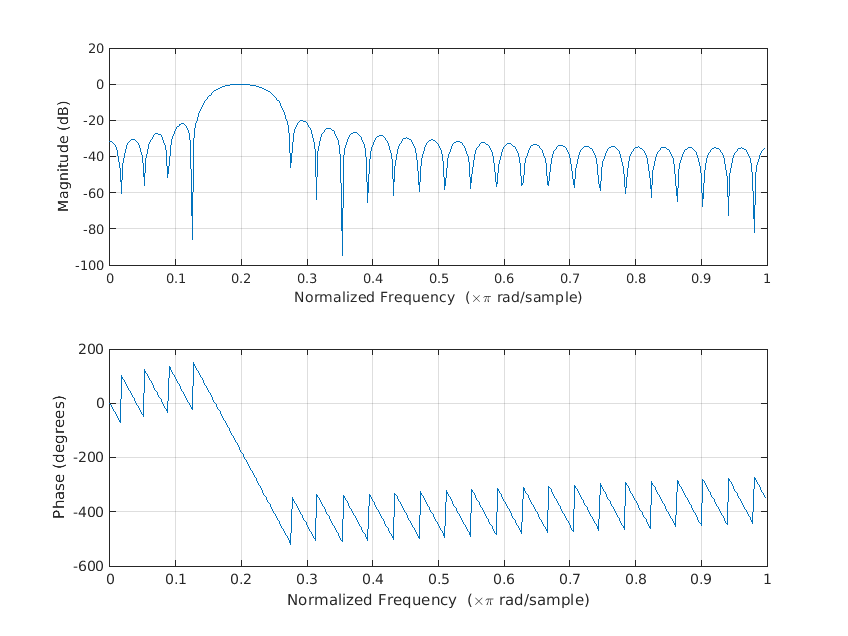 20
0
-20
-40
-60
-80
-100
Magnitude (dB)
0 0.1 0.2 0.3 0.4 0.5 0.6 0.7 0.8 0.9 1
Normalized Frequency (×π rad/sample)
200
0
-200
-400
-600
Phase (degrees)
0 0.1 0.2 0.3 0.4 0.5 0.6 0.7 0.8 0.9 1
Normalized Frequency (×π rad/sample)